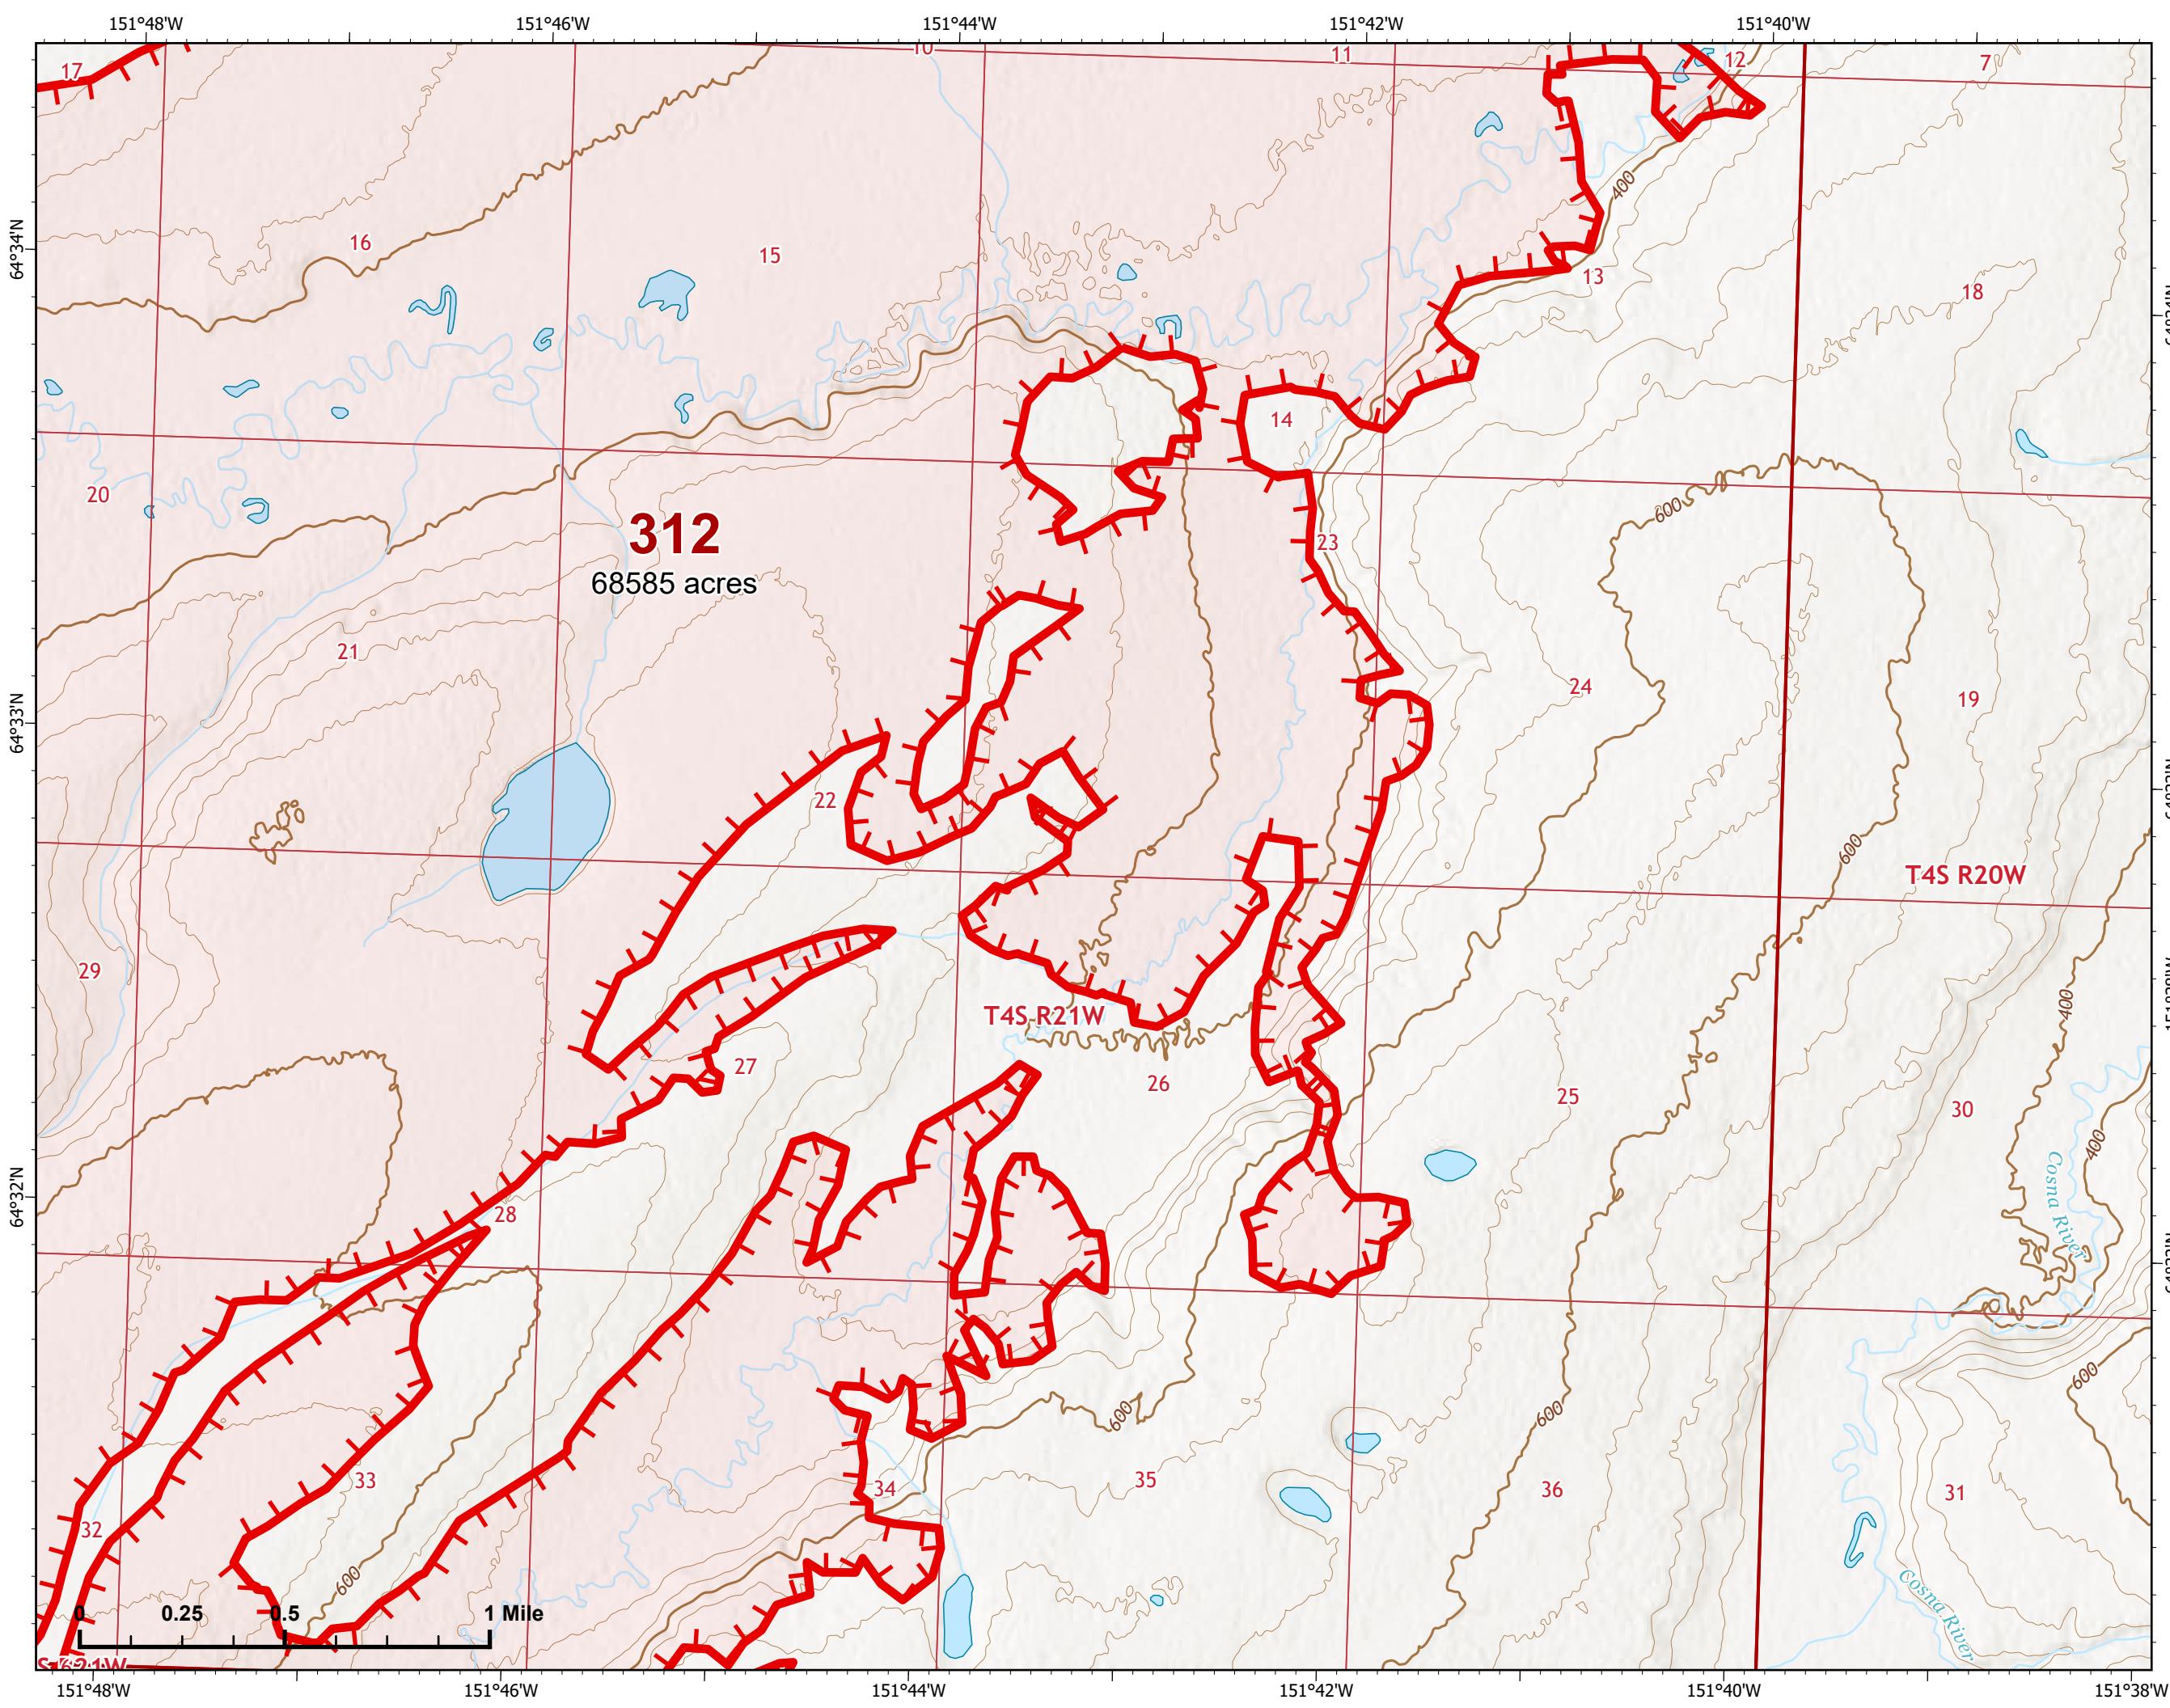 151°48'W 151°46'W 151°44'W 151°42'W 151°40'W
10 11 12 7
17
400
64°34'N 16 15 13 18
14
20
312 600
68585 acres 23
21
24 19
64°33'N
22
600
T4S R20W
29
T4S R21W 400
27 26 25 30
400
Cosna River
64°32'N 28
600
600 600
33 34 35 36 31
32
600
Cosna River
0 0.25 0.5 1 Mile
151°48'W 151°46'W 151°44'W 151°42'W 151°40'W 151°38'W